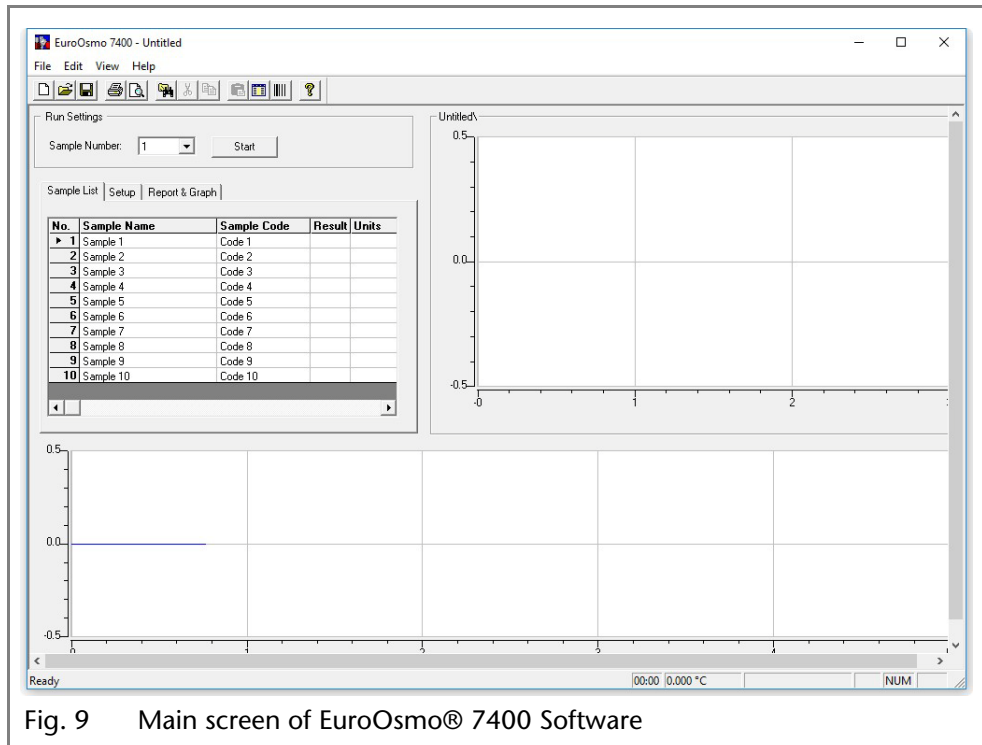 EuroOsmo 7400 - Untitled
File Edit View Help
Run Settings
Sample Number: 1 Start
Sample List Setup Report & Graph
No. Sample Name Sample Code Result Units
1 Sample 1 Code 1
2 Sample 2 Code 2
3 Sample 3 Code 3
4 Sample 4 Code 4
5 Sample 5 Code 5
6 Sample 6 Code 6
7 Sample 7 Code 7
8 Sample 8 Code 8
9 Sample 9 Code 9
10 Sample 10 Code 10
Untitled\
0.5
0.0
-0.5
-0 1 2
0.5
0.0
-0.5
0 1 2 3 4
Ready 00:00 0.000 °C NUM
Fig. 9 Main screen of EuroOsmo® 7400 Software